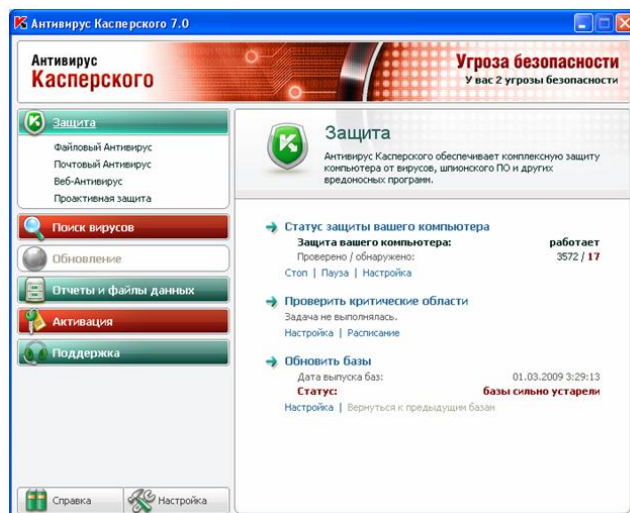 Антивирус Касперского 7.0
Антивирус
Касперского
Угроза безопасности
У вас 2 угрозы безопасности
Защита
Файловый Антивирус
Почтовый Антивирус
Веб-Антивирус
Проактивная защита
Поиск вирусов
Обновление
Отчеты и файлы данных
Активация
Поддержка
Справка
Настройка
Защита
Антивирус Касперского обеспечивает комплексную защиту
компьютера от вирусов, шпионского ПО и других
вредоносных программ.
Статус защиты вашего компьютера
Защита вашего компьютера: работает
Проверено / обнаружено: 3572 / 17
Стоп | Пауза | Настройка
Проверить критические области
Задача не выполнялась.
Настройка | Расписание
Обновить базы
Дата выпуска баз: 01.03.2009 3:29:13
Статус: базы сильно устарели
Настройка | Вернуться к предыдущим базам